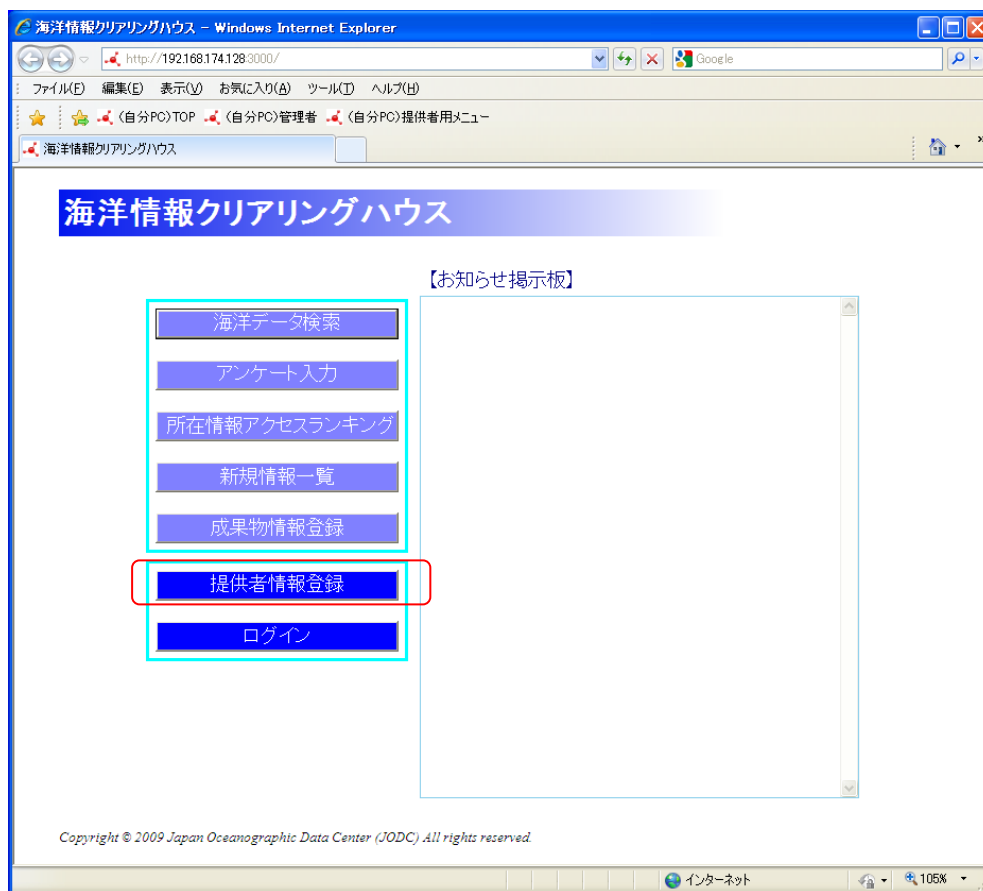 海洋情報クリアリングハウス - Windows Internet Explorer
http://192.168.174.128:3000/
Google
ファイル(F) 編集(E) 表示(V) お気に入り(A) ツール(T) ヘルプ(H)
(自分PC)TOP (自分PC)管理者 (自分PC)提供者用メニュー
海洋情報クリアリングハウス
海洋情報クリアリングハウス
【お知らせ掲示板】
海洋データ検索
アンケート入力
所在情報アクセスランキング
新規情報一覧
成果物情報登録
提供者情報登録
ログイン
Copyright © 2009 Japan Oceanographic Data Center (JODC) All rights reserved.
インターネット 105%